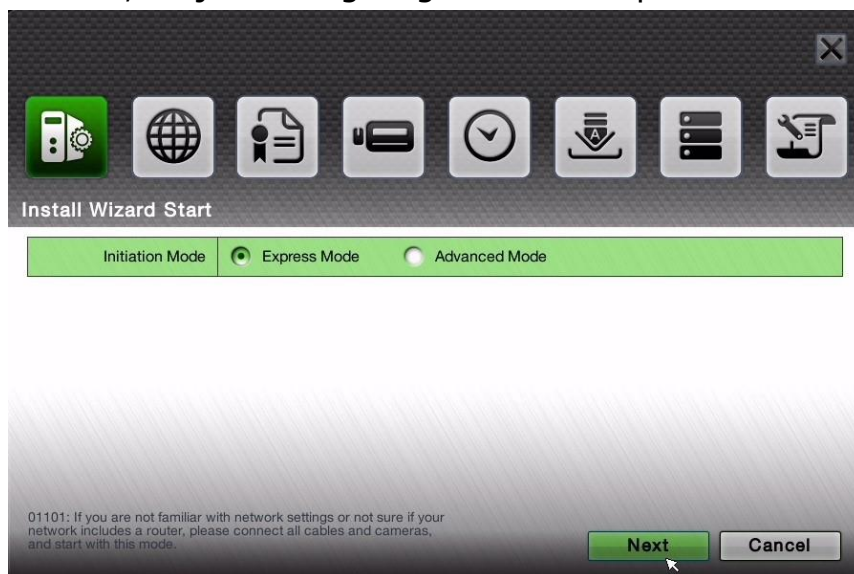 Install Wizard Start
Initiation Mode Express Mode Advanced Mode
01101: If you are not familiar with network settings or not sure if your
network includes a router, please connect all cables and cameras,
and start with this mode.
Next Cancel